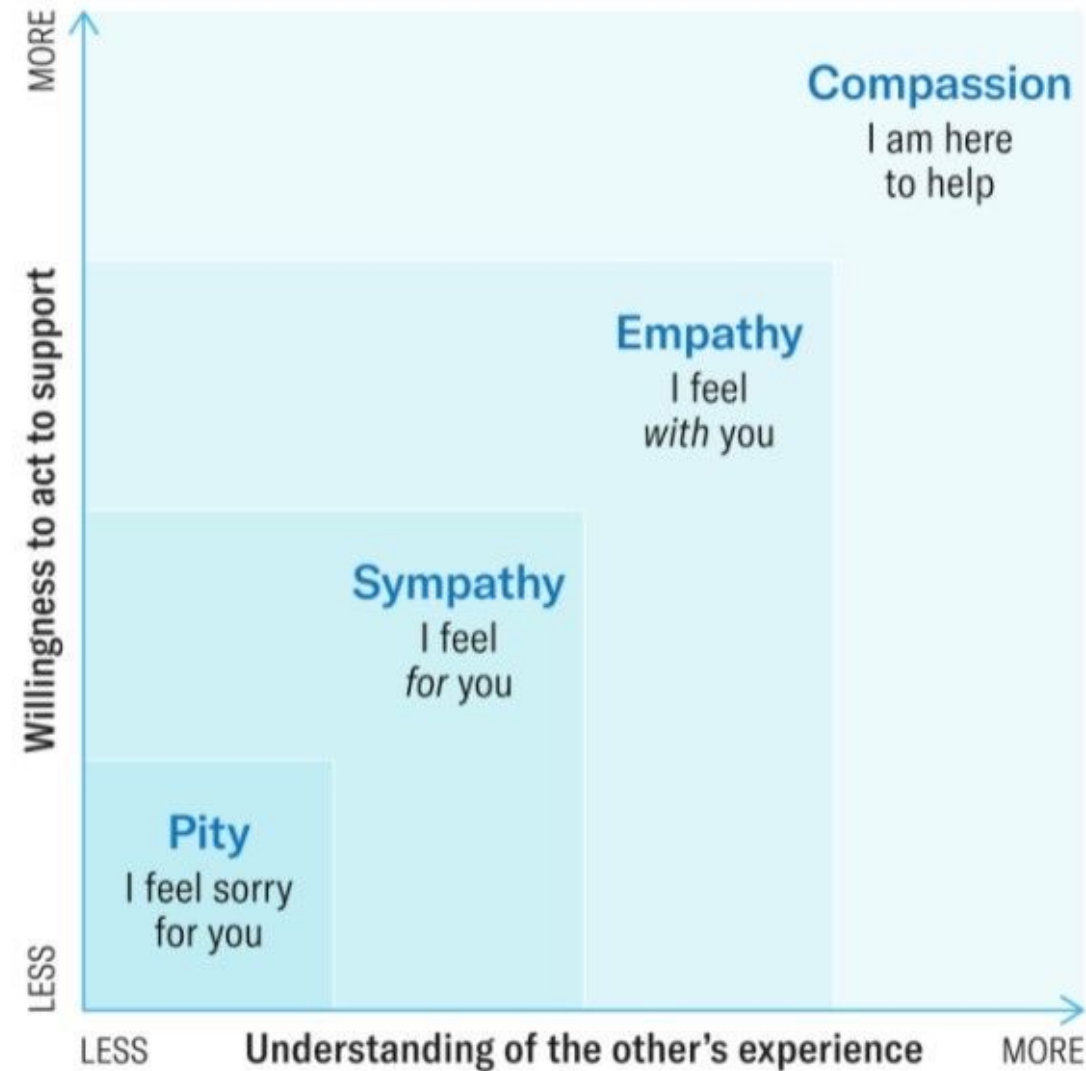 MORE
Compassion
I am here
to help
Empathy
I feel
with you
Willingness to act to support
Sympathy
I feel
for you
Pity
I feel sorry
for you
LESS
LESS
Understanding of the other’s experience
MORE